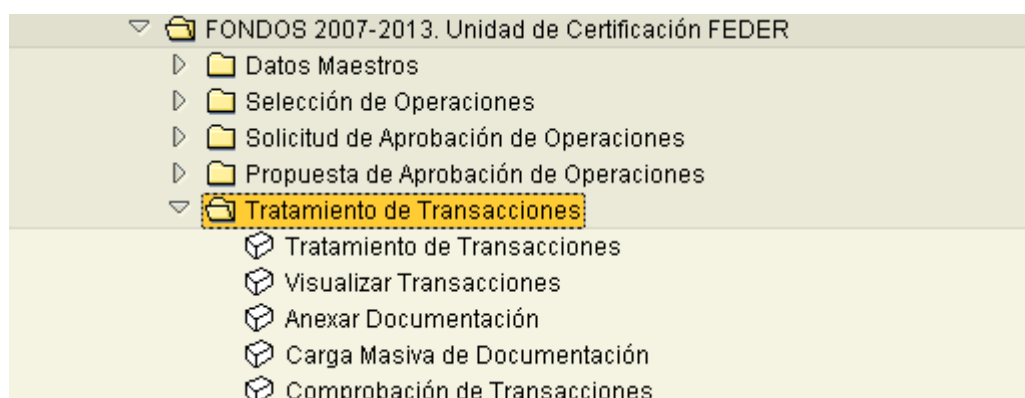 FONDOS 2007-2013. Unidad de Certificación FEDER
Datos Maestros
Selección de Operaciones
Solicitud de Aprobación de Operaciones
Propuesta de Aprobación de Operaciones
Tratamiento de Transacciones
Tratamiento de Transacciones
Visualizar Transacciones
Anexar Documentación
Carga Masiva de Documentación
Comprobación de Transacciones